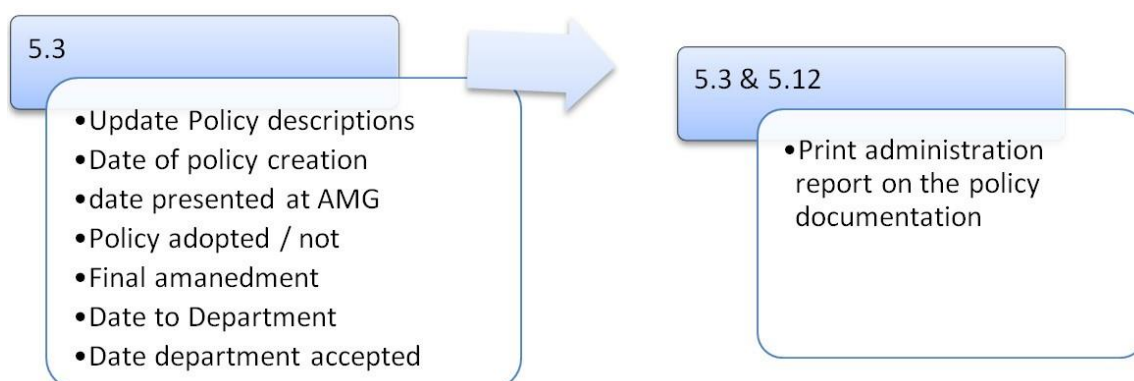 5.3
•Update Policy descriptions
•Date of policy creation
•date presented at AMG
•Policy adopted / not
•Final amanedment
•Date to Department
•Date department accepted
5.3 & 5.12
•Print administration
report on the policy
documentation